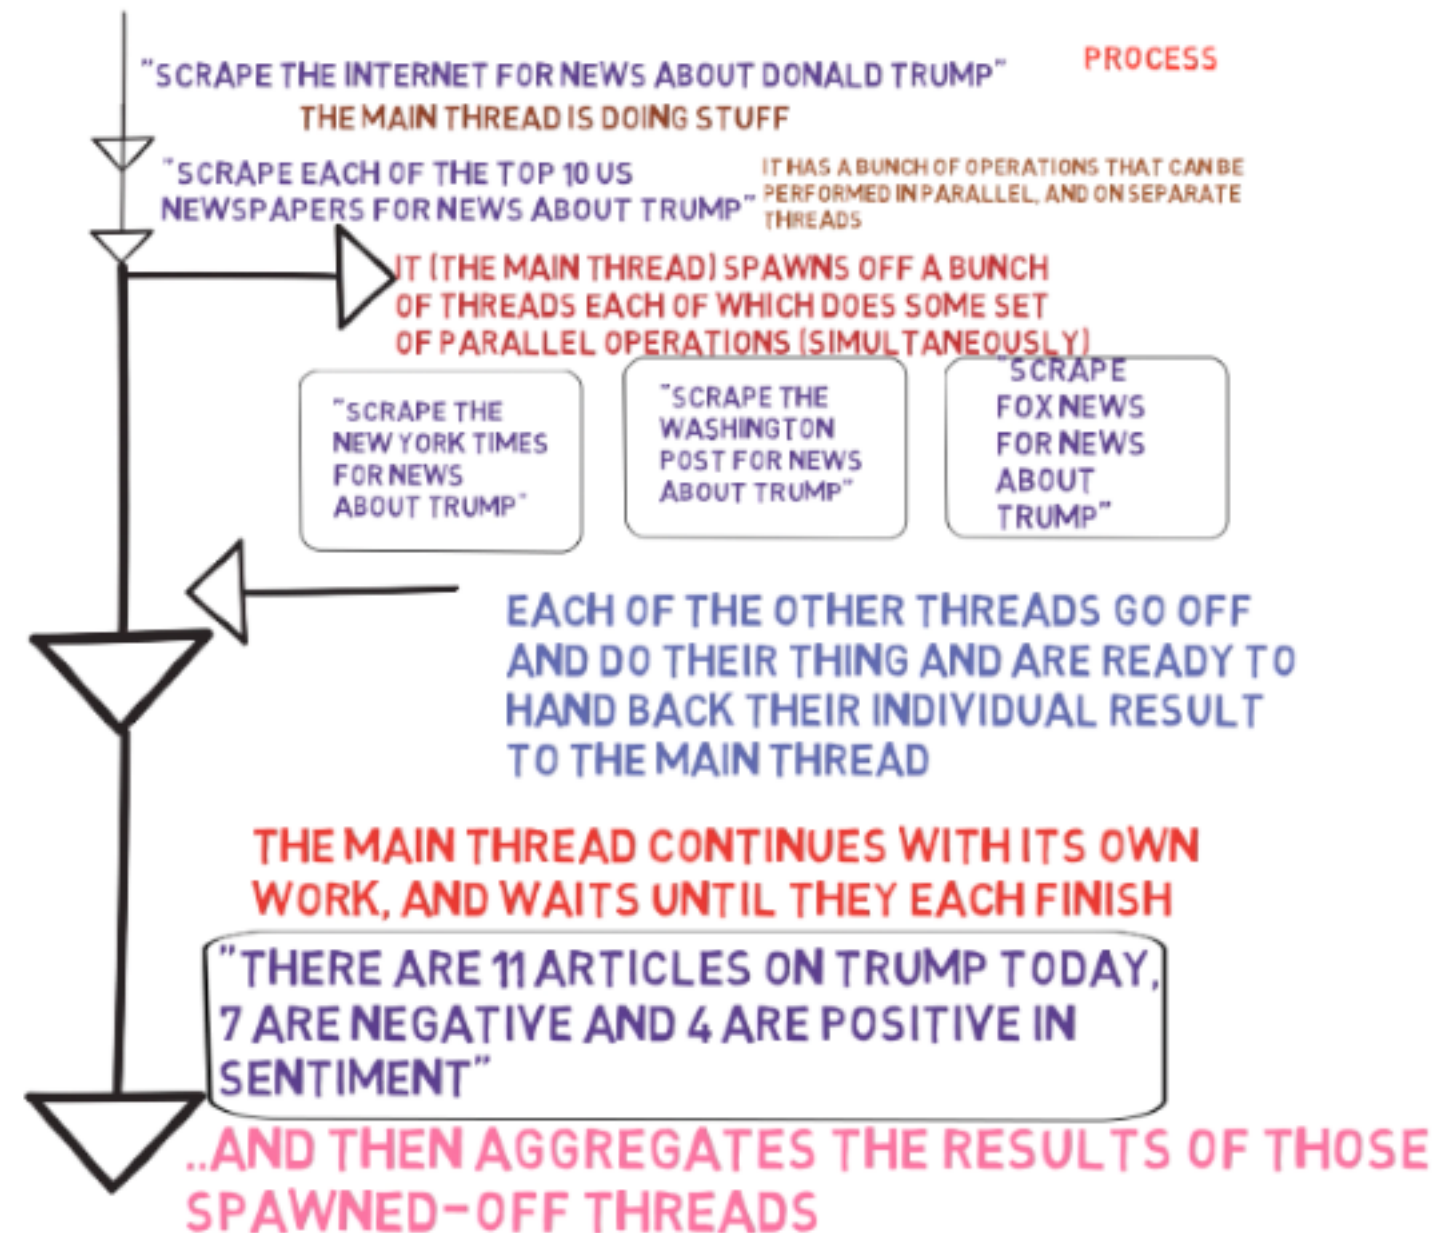 "SCRAPE THE INTERNET FOR NEWS ABOUT DONALD TRUMP"
PROCESS
THE MAIN THREAD IS DOING STUFF
"SCRAPE EACH OF THE TOP 10 US
NEWSPAPERS FOR NEWS ABOUT TRUMP"
IT HAS A BUNCH OF OPERATIONS THAT CAN BE
PERFORMED IN PARALLEL, AND ON SEPARATE
THREADS
IT (THE MAIN THREAD) SPAWNS OFF A BUNCH
OF THREADS EACH OF WHICH DOES SOME SET
OF PARALLEL OPERATIONS (SIMULTANEOUSLY)
"SCRAPE THE
NEW YORK TIMES
FOR NEWS
ABOUT TRUMP"
"SCRAPE THE
WASHINGTON
POST FOR NEWS
ABOUT TRUMP"
"SCRAPE
FOX NEWS
FOR NEWS
ABOUT
TRUMP"
EACH OF THE OTHER THREADS GO OFF
AND DO THEIR THING AND ARE READY TO
HAND BACK THEIR INDIVIDUAL RESULT
TO THE MAIN THREAD
THE MAIN THREAD CONTINUES WITH ITS OWN
WORK, AND WAITS UNTIL THEY EACH FINISH
"THERE ARE 11 ARTICLES ON TRUMP TODAY,
7 ARE NEGATIVE AND 4 ARE POSITIVE IN
SENTIMENT"
..AND THEN AGGREGATES THE RESULTS OF THOSE
SPAWNED-OFF THREADS